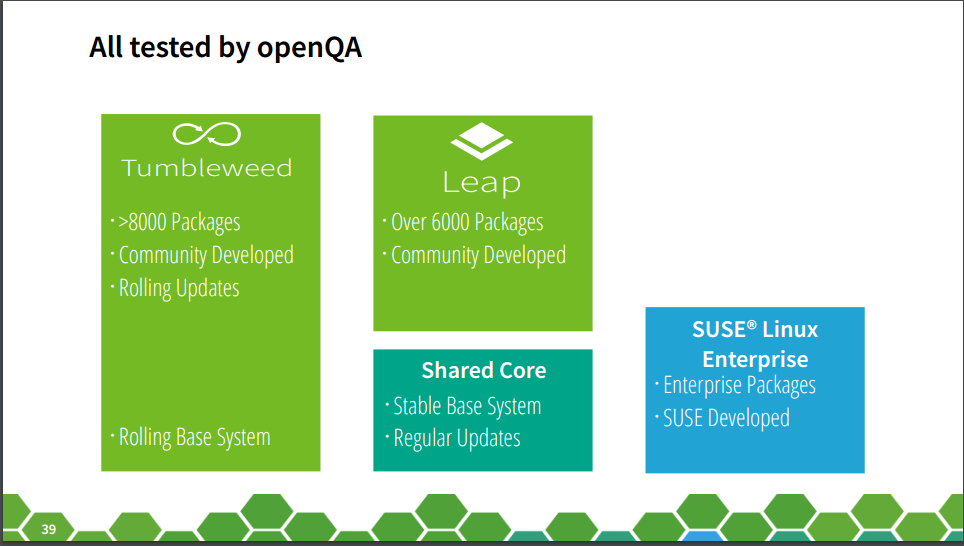 All tested by openQA
Tumbleweed
· >8000 Packages
· Community Developed
· Rolling Updates
· Rolling Base System
Leap
· Over 6000 Packages
· Community Developed
Shared Core
· Stable Base System
· Regular Updates
SUSE® Linux
Enterprise
· Enterprise Packages
· SUSE Developed
39